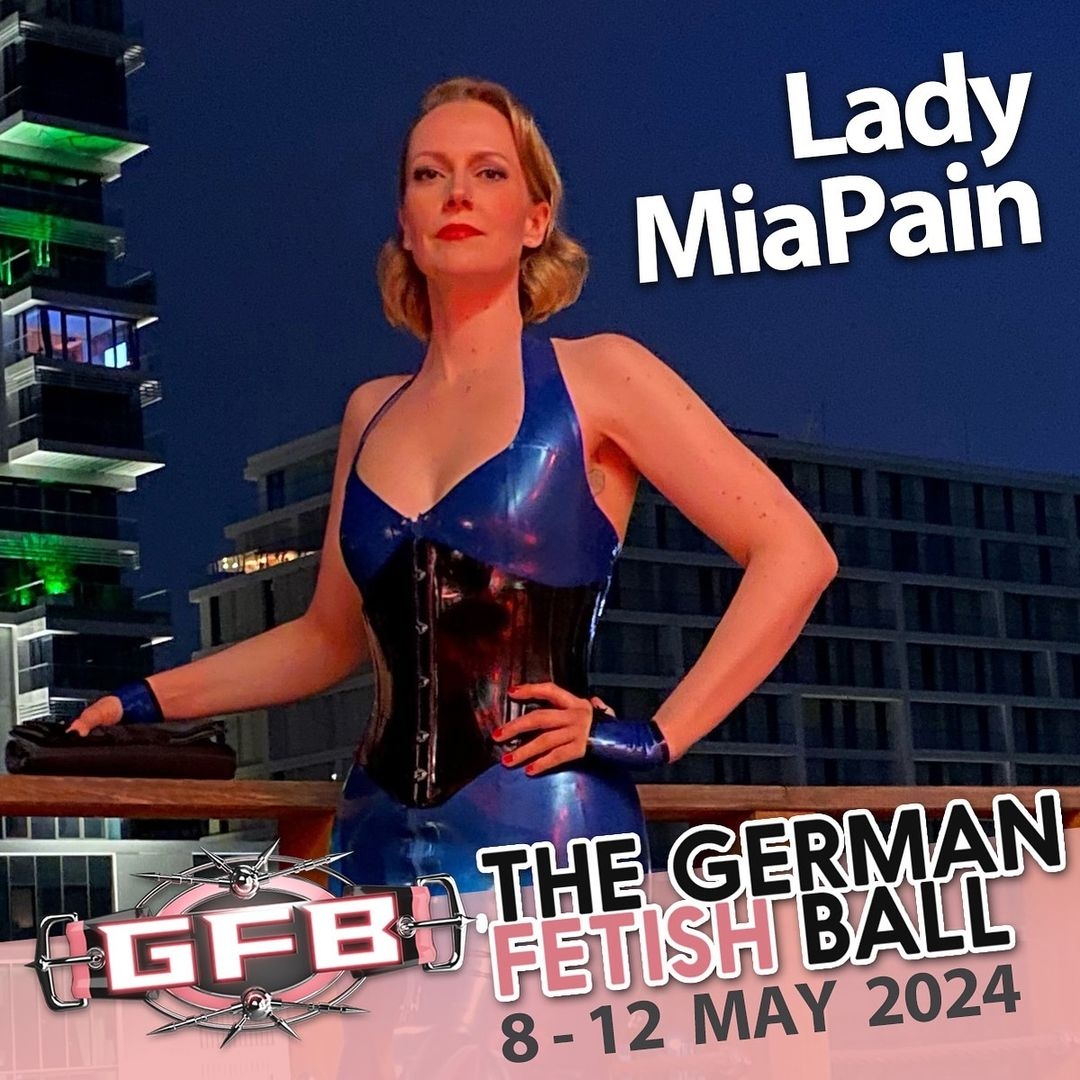 Lady
MiaPain
GFB
THE GERMAN
FETISH BALL
8 - 12 MAY 2024